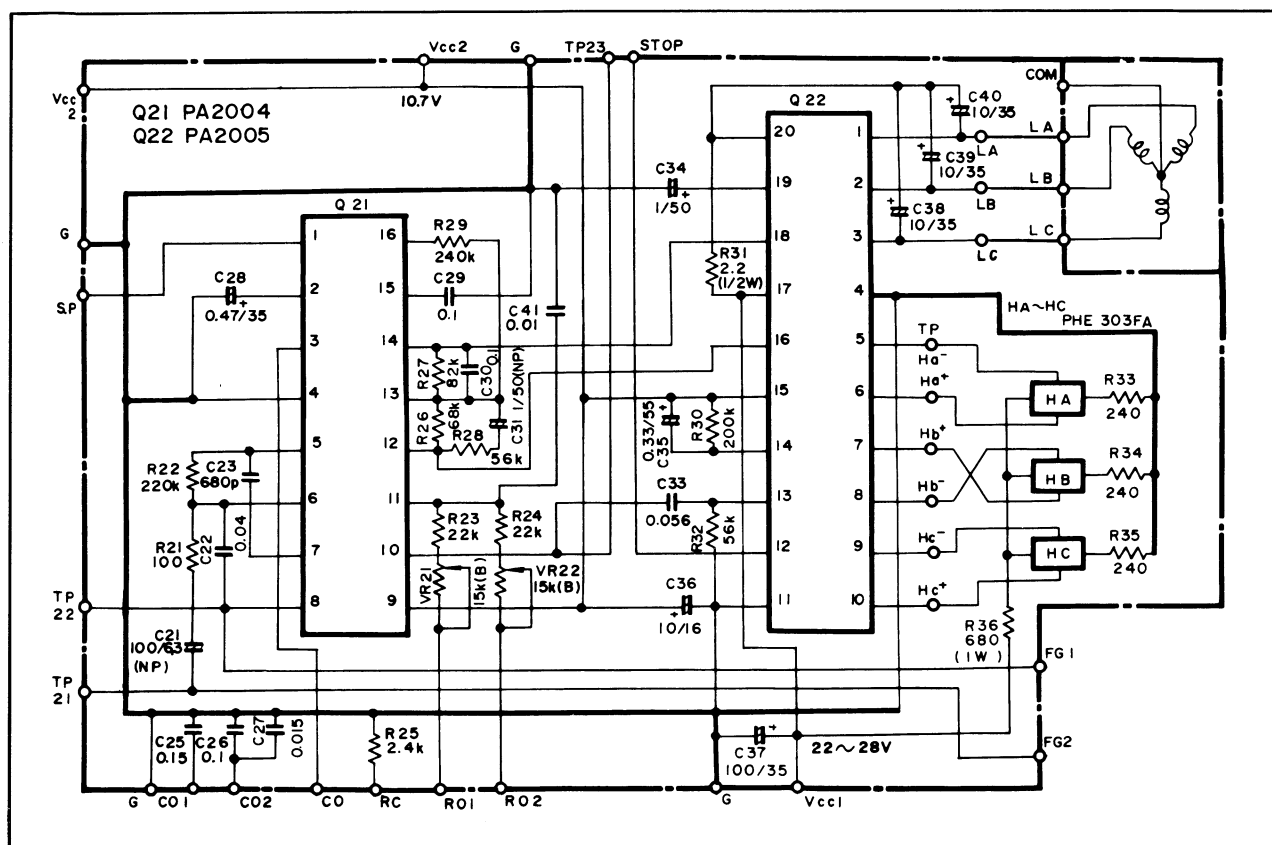 Vcc2
G
TP23
STOP
COM
Vcc
2
10.7V
Q21 PA2004
Q22 PA2005
Q 22
C40
10/35
LA
LA
C39
10/35
LB
LB
C38
10/35
LC
LC
C34
1/50
Q 21
G
S.P
R29
240k
C28
0.47/35
C29
0.1
C41
0.01
R31
2.2
(1/2W)
HA~HC
PHE 303FA
R27
82k
C30
0.1
C31 1/50(NP)
R26
68k
R28
56k
0.33/55
C35
R30
200k
TP
Ha-
Ha+
Hb+
Hb-
Hc-
Hc+
HA
HB
HC
R33
240
R34
240
R35
240
R22
220k
C23
680p
C33
0.056
R32
56k
R21
100
C22
0.04
R23
22k
R24
22k
VR21
15k(B)
VR22
15k(B)
C36
10/16
R36
680
(1W)
TP
22
C21
100/6.3
(NP)
TP
21
FG1
FG2
1
2
3
4
5
6
7
8
16
15
14
13
12
11
10
9
20
19
18
17
16
15
14
13
12
11
1
2
3
4
5
6
7
8
9
10
C25
0.15
C26
0.1
C27
0.015
R25
2.4k
C37
100/35
22~28V
G
CO1
CO2
CO
RC
RO1
RO2
G
Vcc1